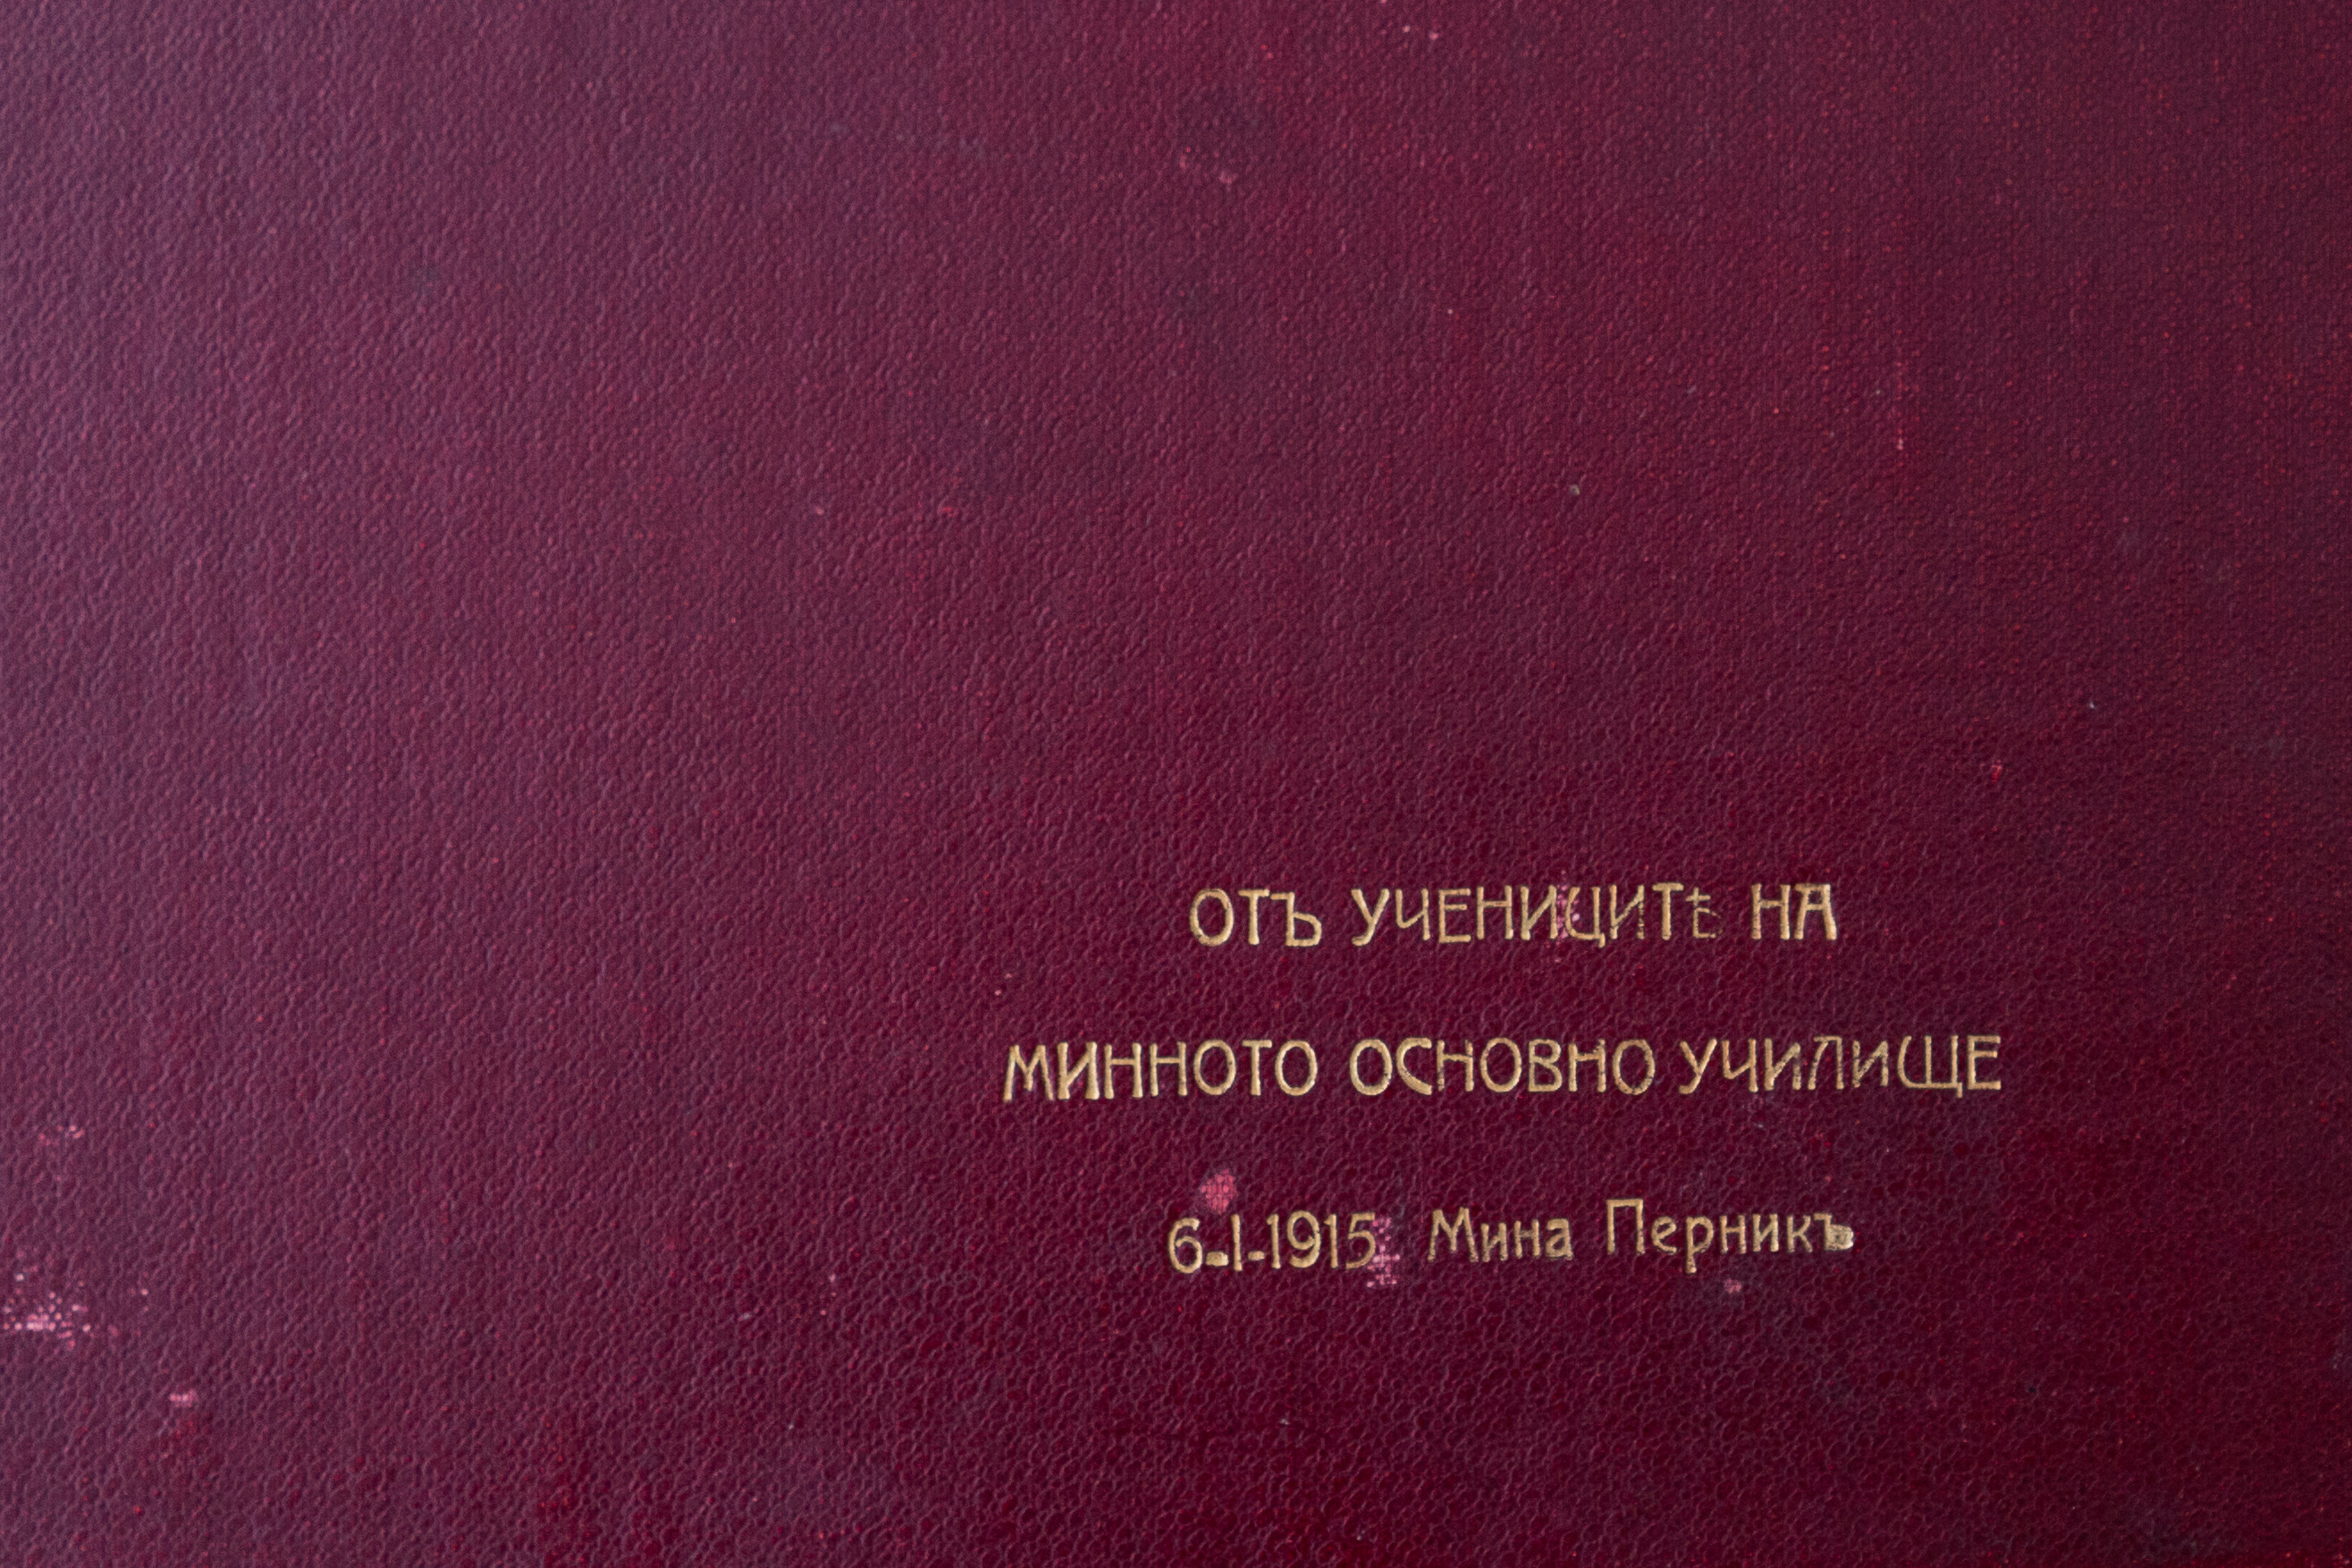 ОТЪ УЧЕНИЦИТѢ НА
МИННОТО ОСНОВНО УЧИЛИЩЕ
6-I-1915 Мина Перникъ